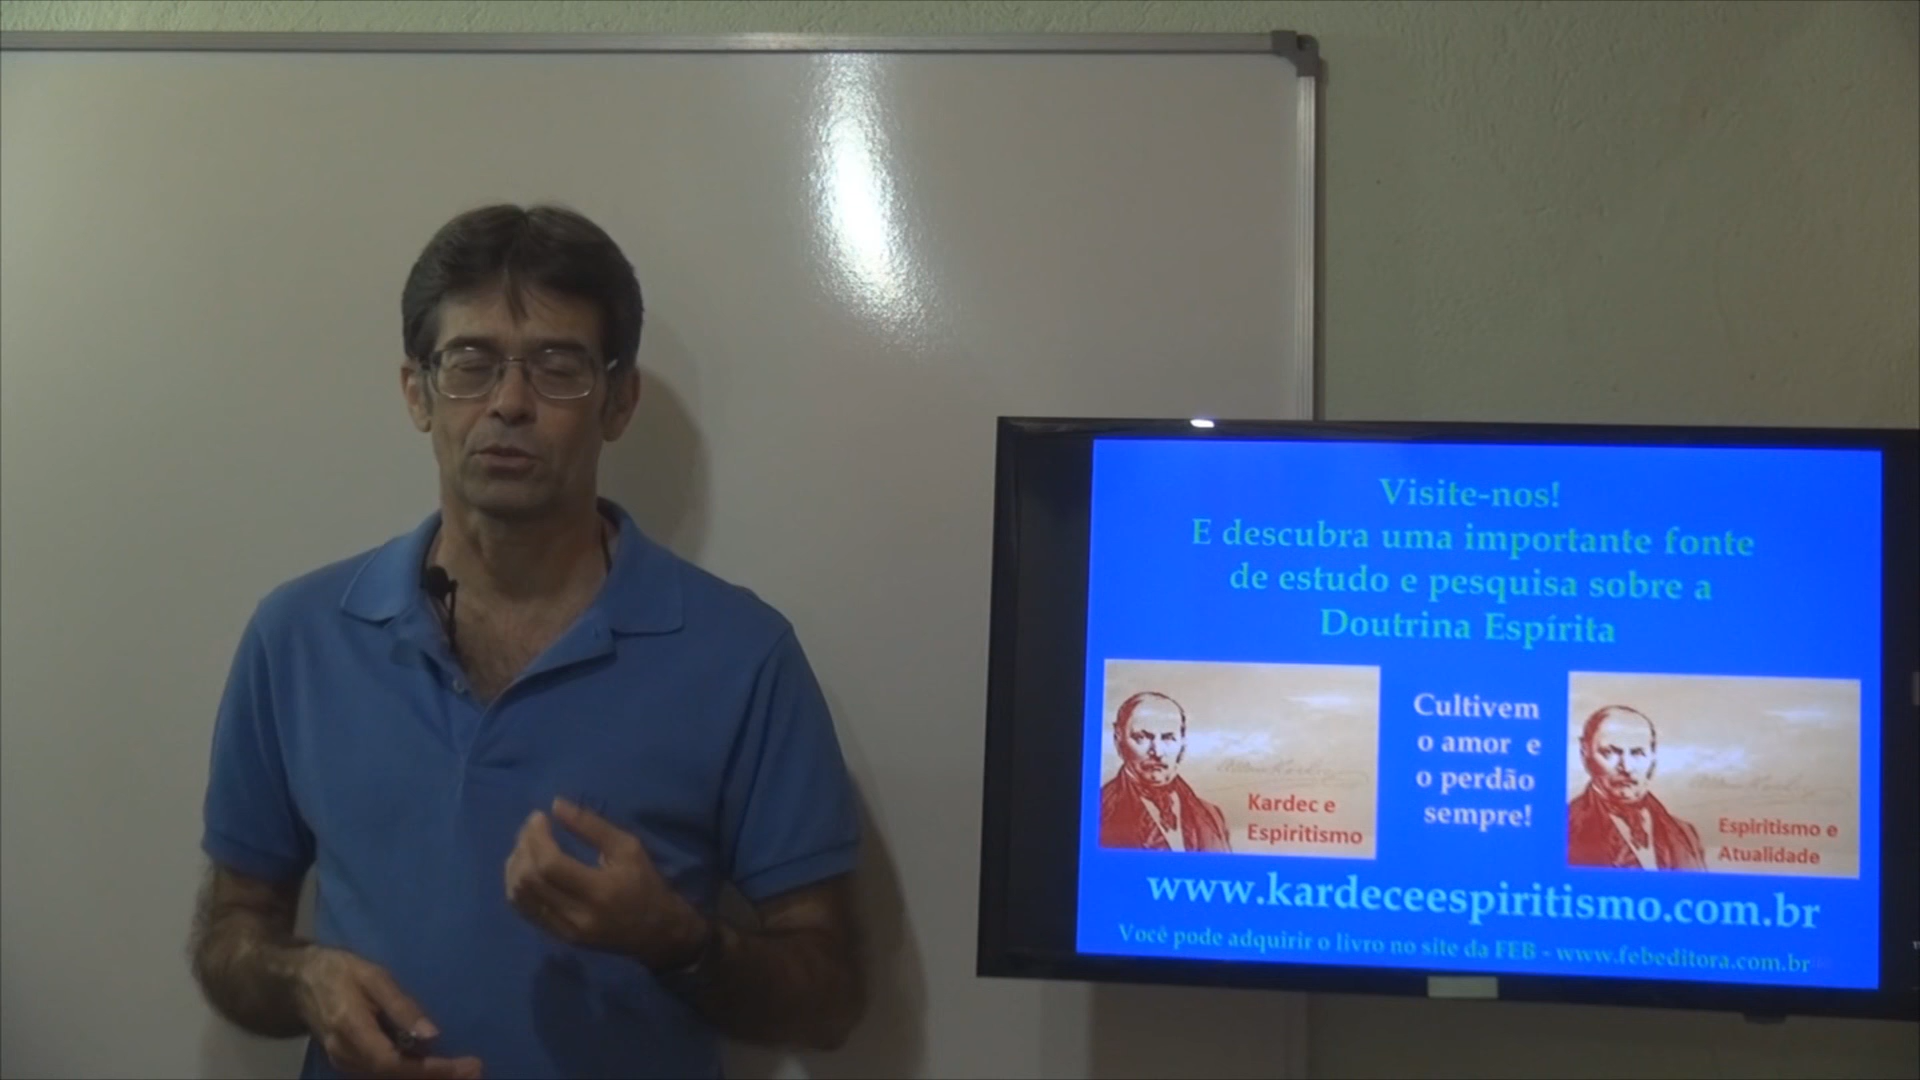 Visite-nos!
E descubra uma importante fonte
de estudo e pesquisa sobre a
Doutrina Espírita
Kardec e
Espiritismo
Cultivem
o amor e
o perdão
sempre!
Espiritismo e
Atualidade
www.kardeceespiritismo.com.br
Você pode adquirir o livro no site da FEB - www.febeditora.com.br